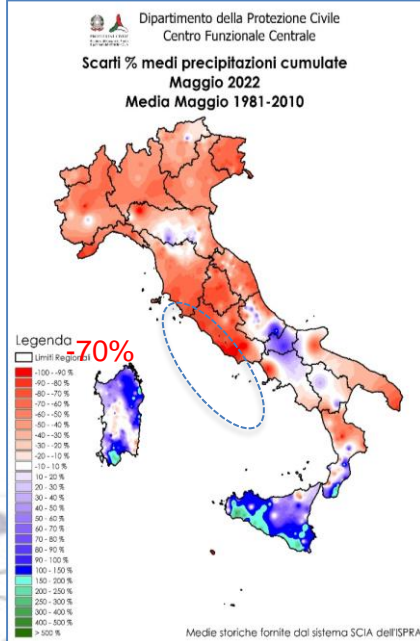 Dipartimento della Protezione Civile
Centro Funzionale Centrale
Scarti % medi precipitazioni cumulate
Maggio 2022
Media Maggio 1981-2010
Legenda
Limiti Regionali
-70%
-100 - -90 %
-90 - -80 %
-80 - -70%
-70 - -60 %
-60 - -50 %
-50 - -40 %
-40 - -30 %
-30 - -20 %
-20 - -10 %
-10 - 10 %
10 - 20 %
20 - 30 %
30 - 40 %
40 - 50 %
50 - 60 %
60 - 70 %
70 - 80 %
80 - 90 %
90 - 100 %
100 - 150 %
150 - 200 %
200 - 250 %
250 - 300 %
300 - 400 %
400 - 500 %
> 500 %
Medie storiche fornite dal sistema SCIA dell'ISPRA